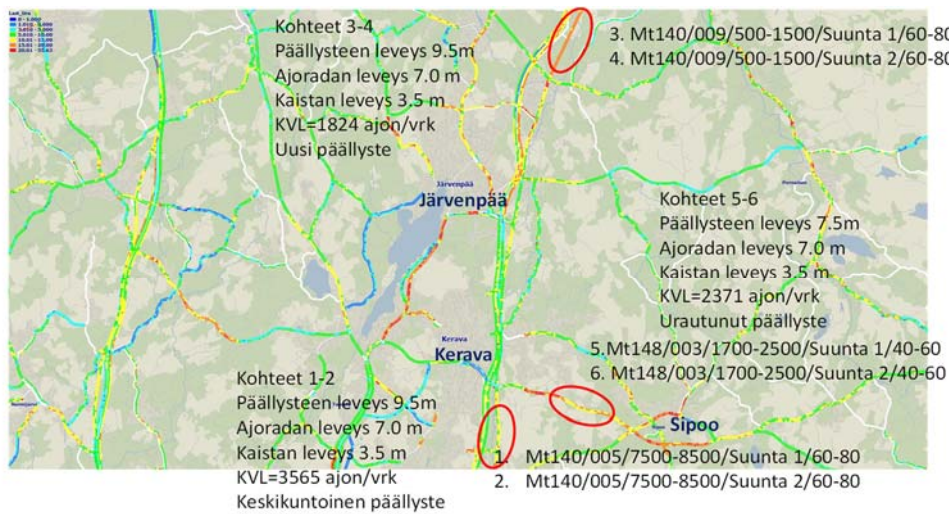 Kohteet 3-4
Päällysteen leveys 9.5m
Ajoradan leveys 7.0 m
Kaistan leveys 3.5 m
KVL=1824 ajon/vrk
Uusi päällyste
3. Mt140/009/500-1500/Suunta 1/60-80
4. Mt140/009/500-1500/Suunta 2/60-80
Järvenpää
Järvenpää
Kohteet 5-6
Päällysteen leveys 7.5m
Ajoradan leveys 7.0 m
Kaistan leveys 3.5 m
KVL=2371 ajon/vrk
Urautunut päällyste
5.Mt148/003/1700-2500/Suunta 1/40-60
6. Mt148/003/1700-2500/Suunta 2/40-60
Kerava
Kerava
Sipoo
Kohteet 1-2
Päällysteen leveys 9.5m
Ajoradan leveys 7.0 m
Kaistan leveys 3.5 m
KVL=3565 ajon/vrk
Keskikuntoinen päällyste
1. Mt140/005/7500-8500/Suunta 1/60-80
2. Mt140/005/7500-8500/Suunta 2/60-80